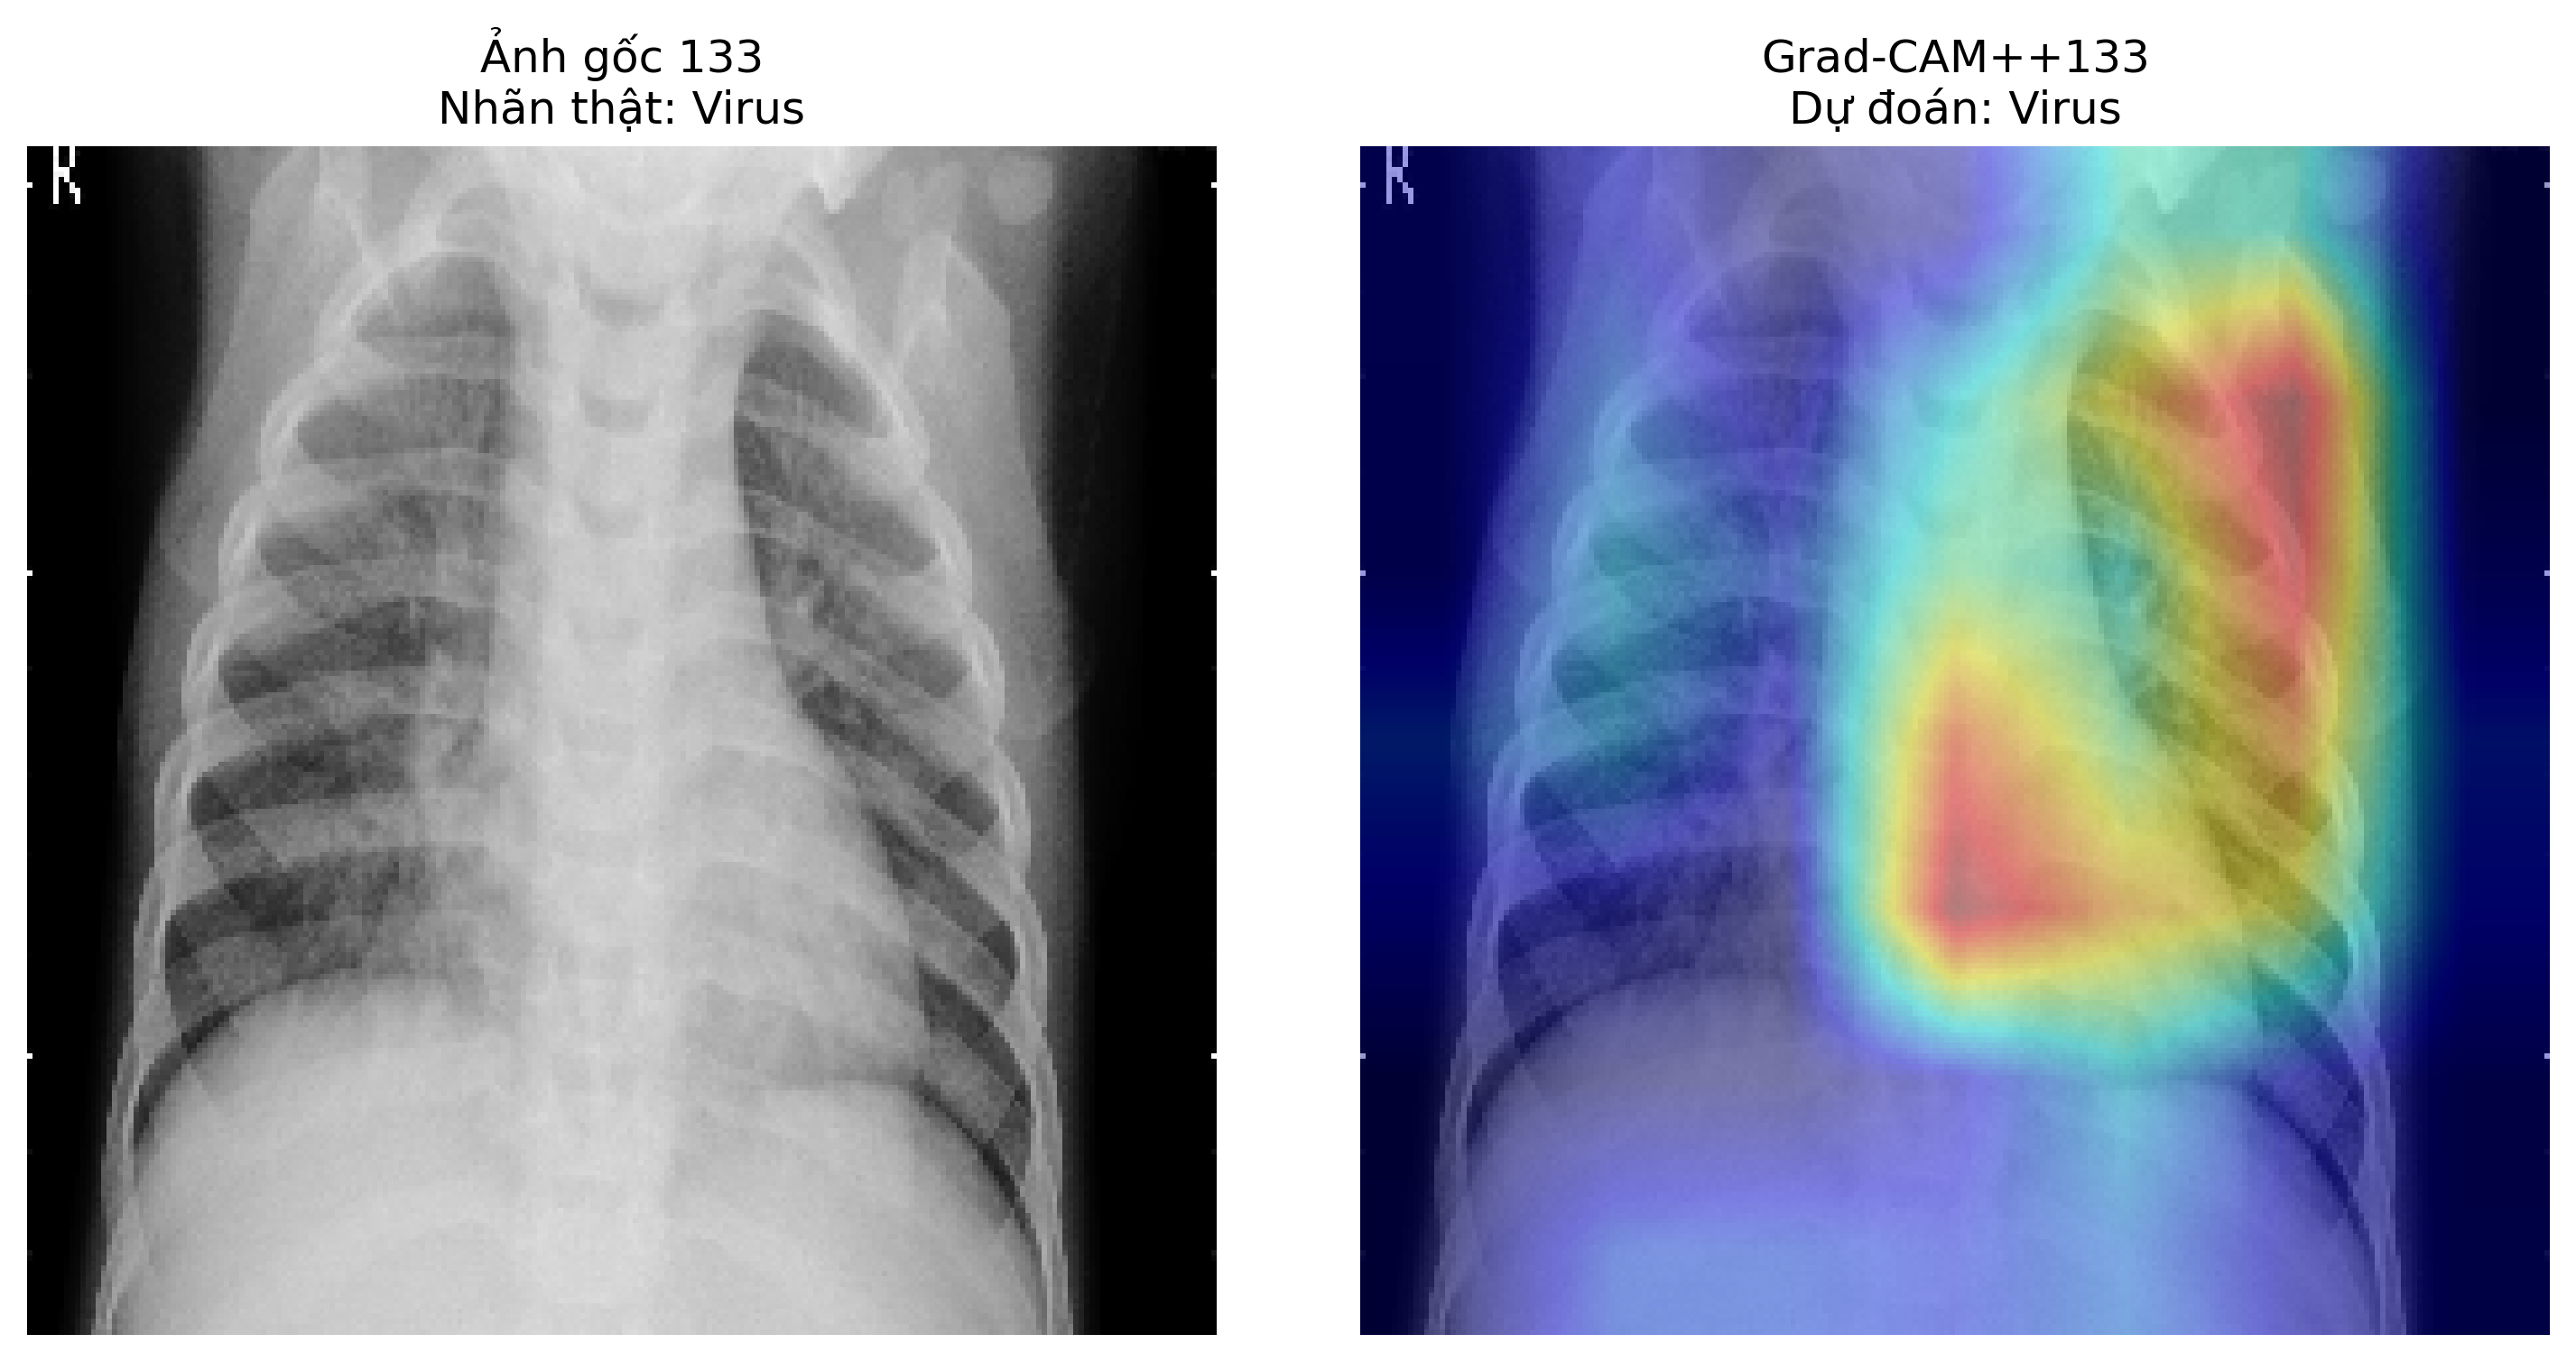 Ảnh gốc 133
Nhãn thật: Virus
Grad-CAM++133
Dự đoán: Virus
R
R